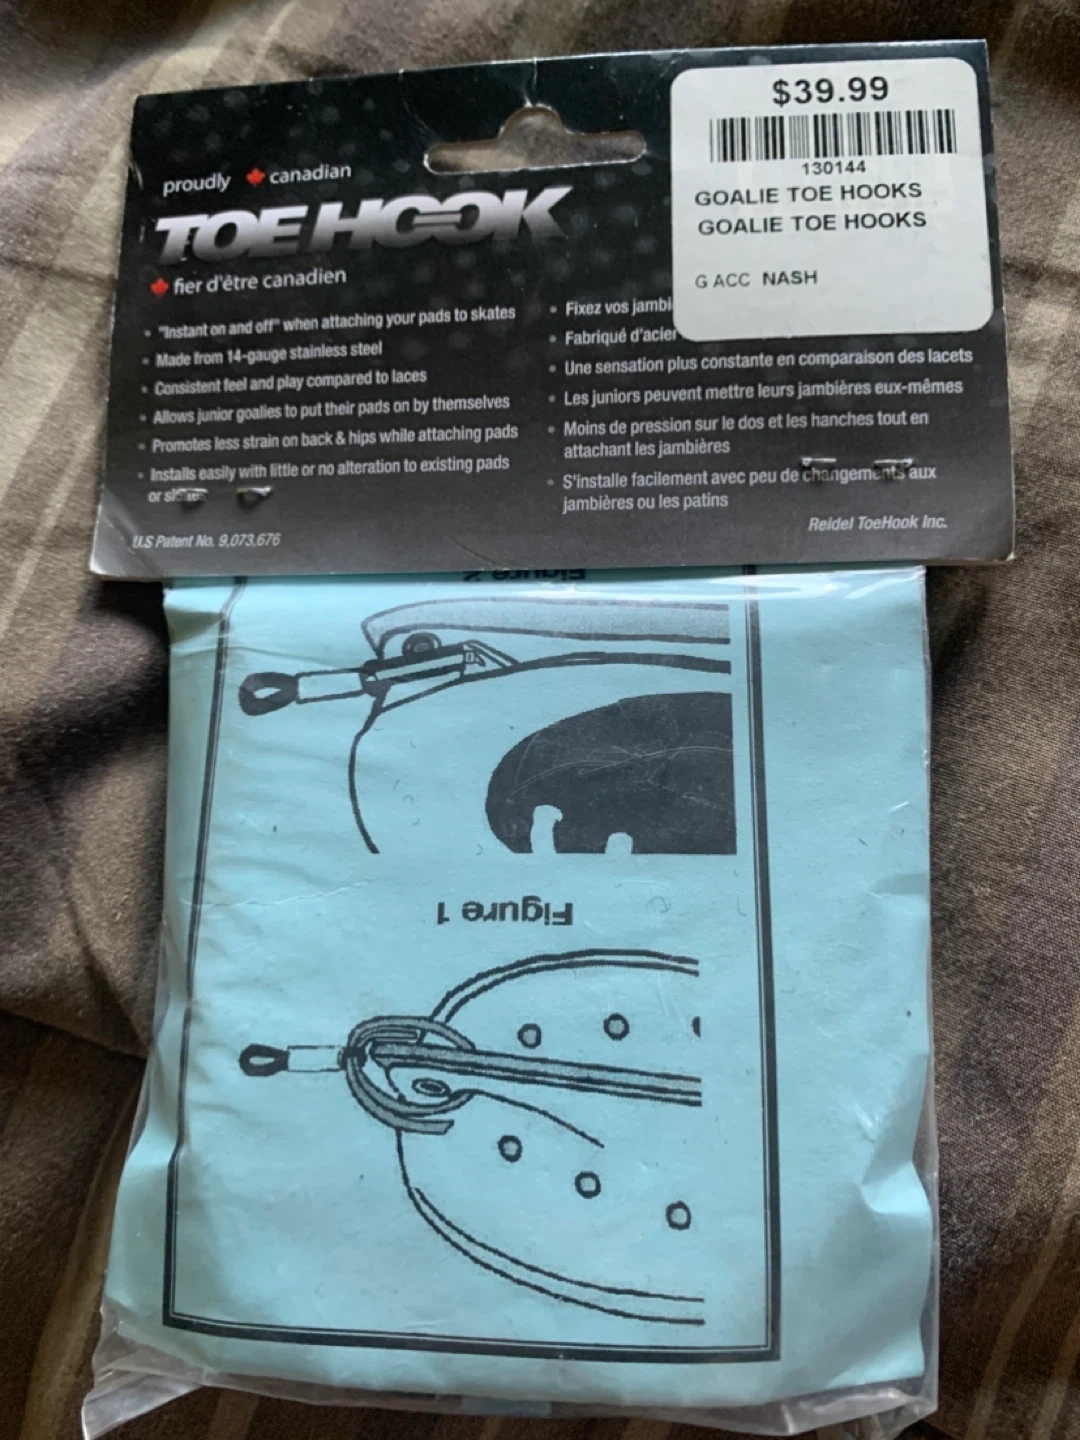 $39.99
130144
GOALIE TOE HOOKS
GOALIE TOE HOOKS
G ACC NASH
proudly canadian
TOE HOOK
fier d'être canadien
• "Instant on and off" when attaching your pads to skates
• Made from 14-gauge stainless steel
• Consistent feel and play compared to laces
• Allows junior goalies to put their pads on by themselves
• Promotes less strain on back & hips while attaching pads
• Installs easily with little or no alteration to existing pads
or
U.S Patent No. 9,073,676
• Fixez vos
• Fabriqué
• Une sensation plus constante en comparaison des lacets
• Les juniors peuvent mettre leurs jambières eux-mêmes
• Moins de pression sur le dos et les hanches tout en
attachant les jambières
• S'installe facilement avec peu de changements aux
jambières ou les patins
Reidel ToeHook Inc.
Figure 2
Figure 1